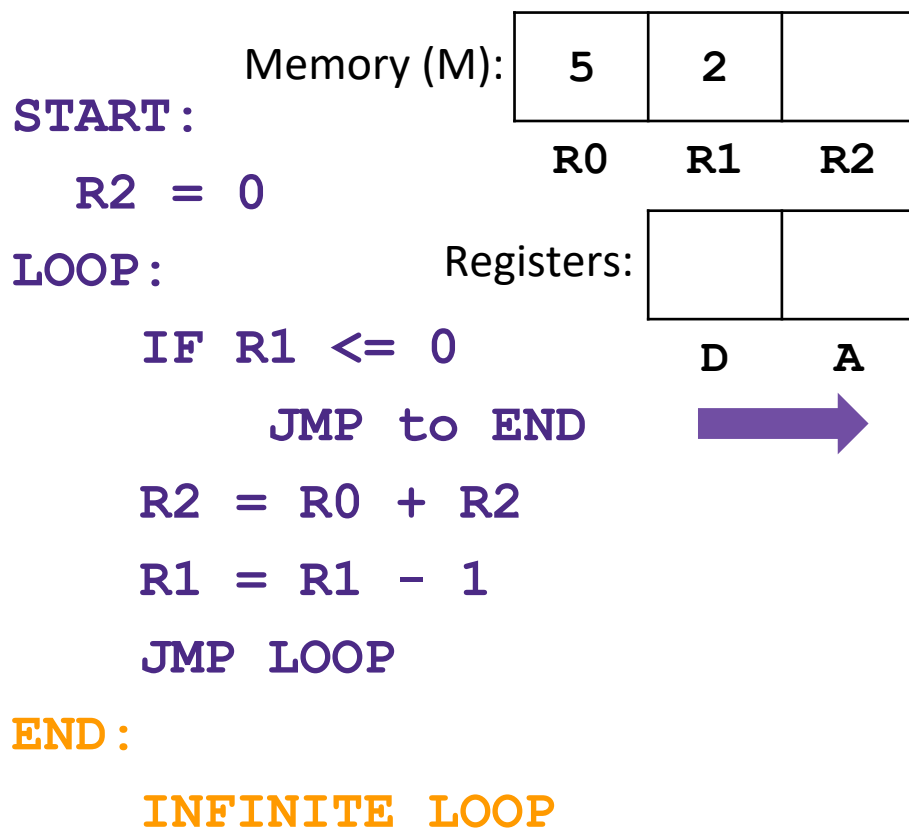 Memory (M): 5 2
R0 R1 R2
Registers:
D A
START:
R2 = 0
LOOP:
IF R1 <= 0
JMP to END
R2 = R0 + R2
R1 = R1 - 1
JMP LOOP
END:
INFINITE LOOP